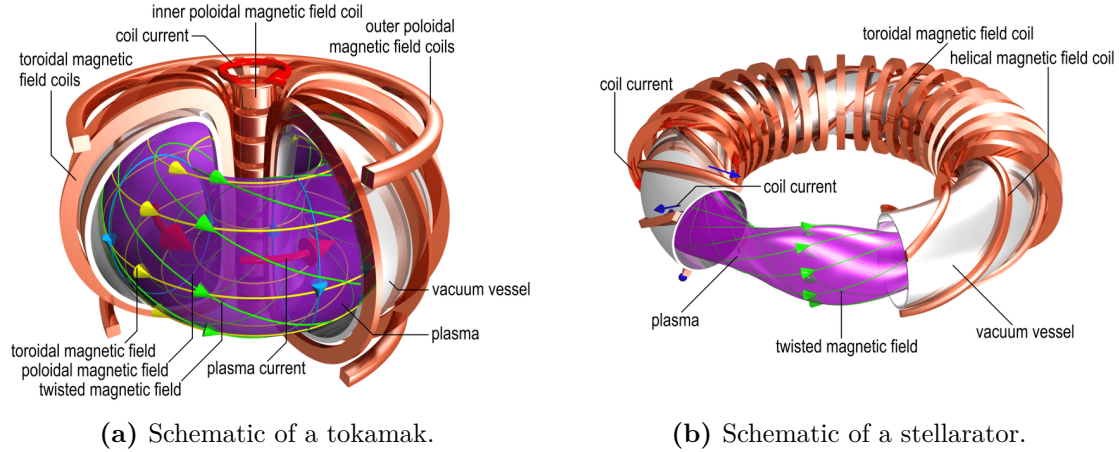 inner poloidal magnetic field coil
coil current
outer poloidal
magnetic field coils
toroidal magnetic
field coils
vacuum vessel
plasma
toroidal magnetic field
poloidal magnetic field
twisted magnetic field
plasma current
(a) Schematic of a tokamak.
toroidal magnetic field coil
helical magnetic field coil
coil current
coil current
plasma
twisted magnetic field
vacuum vessel
(b) Schematic of a stellarator.